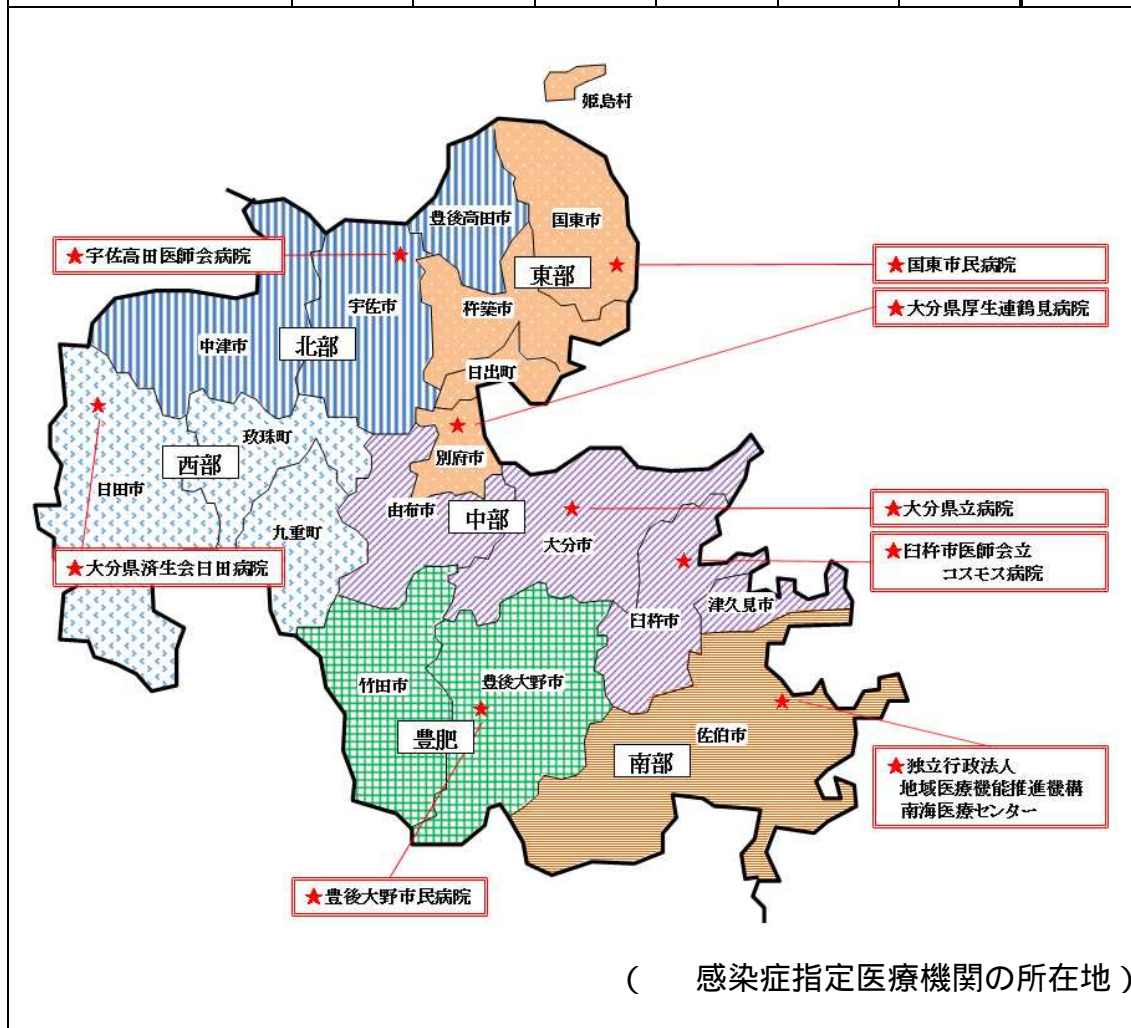 姫島村
豊後高田市
国東市
★宇佐高田医師会病院
東部
★国東市民病院
宇佐市
杵築市
★大分県厚生連鶴見病院
中津市
北部
日出町
玖珠町
別府市
西部
日田市
由布市
中部
★大分県立病院
九重町
大分市
★臼杵市医師会立
コスモス病院
★大分県済生会日田病院
津久見市
臼杵市
竹田市
豊後大野市
豊肥
佐伯市
南部
★独立行政法人
地域医療機能推進機構
南海医療センター
★豊後大野市民病院
( 感染症指定医療機関の所在地)